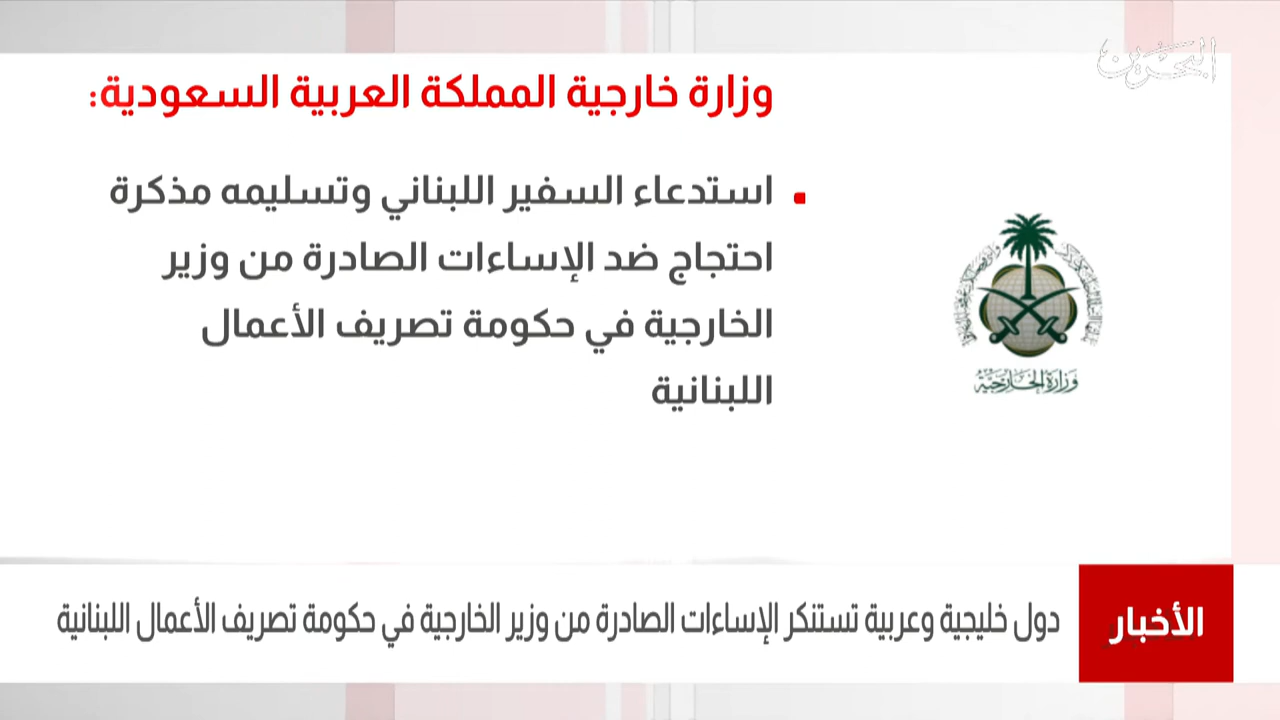 البحرين
وزارة خارجية المملكة العربية السعودية:
استدعاء السفير اللبناني وتسليمه مذكرة
احتجاج ضد الإساءات الصادرة من وزير
الخارجية في حكومة تصريف الأعمال
اللبنانية
وزارة الخارجية
الأخبار
دول خليجية وعربية تستنكر الإساءات الصادرة من وزير الخارجية في حكومة تصريف الأعمال اللبنانية